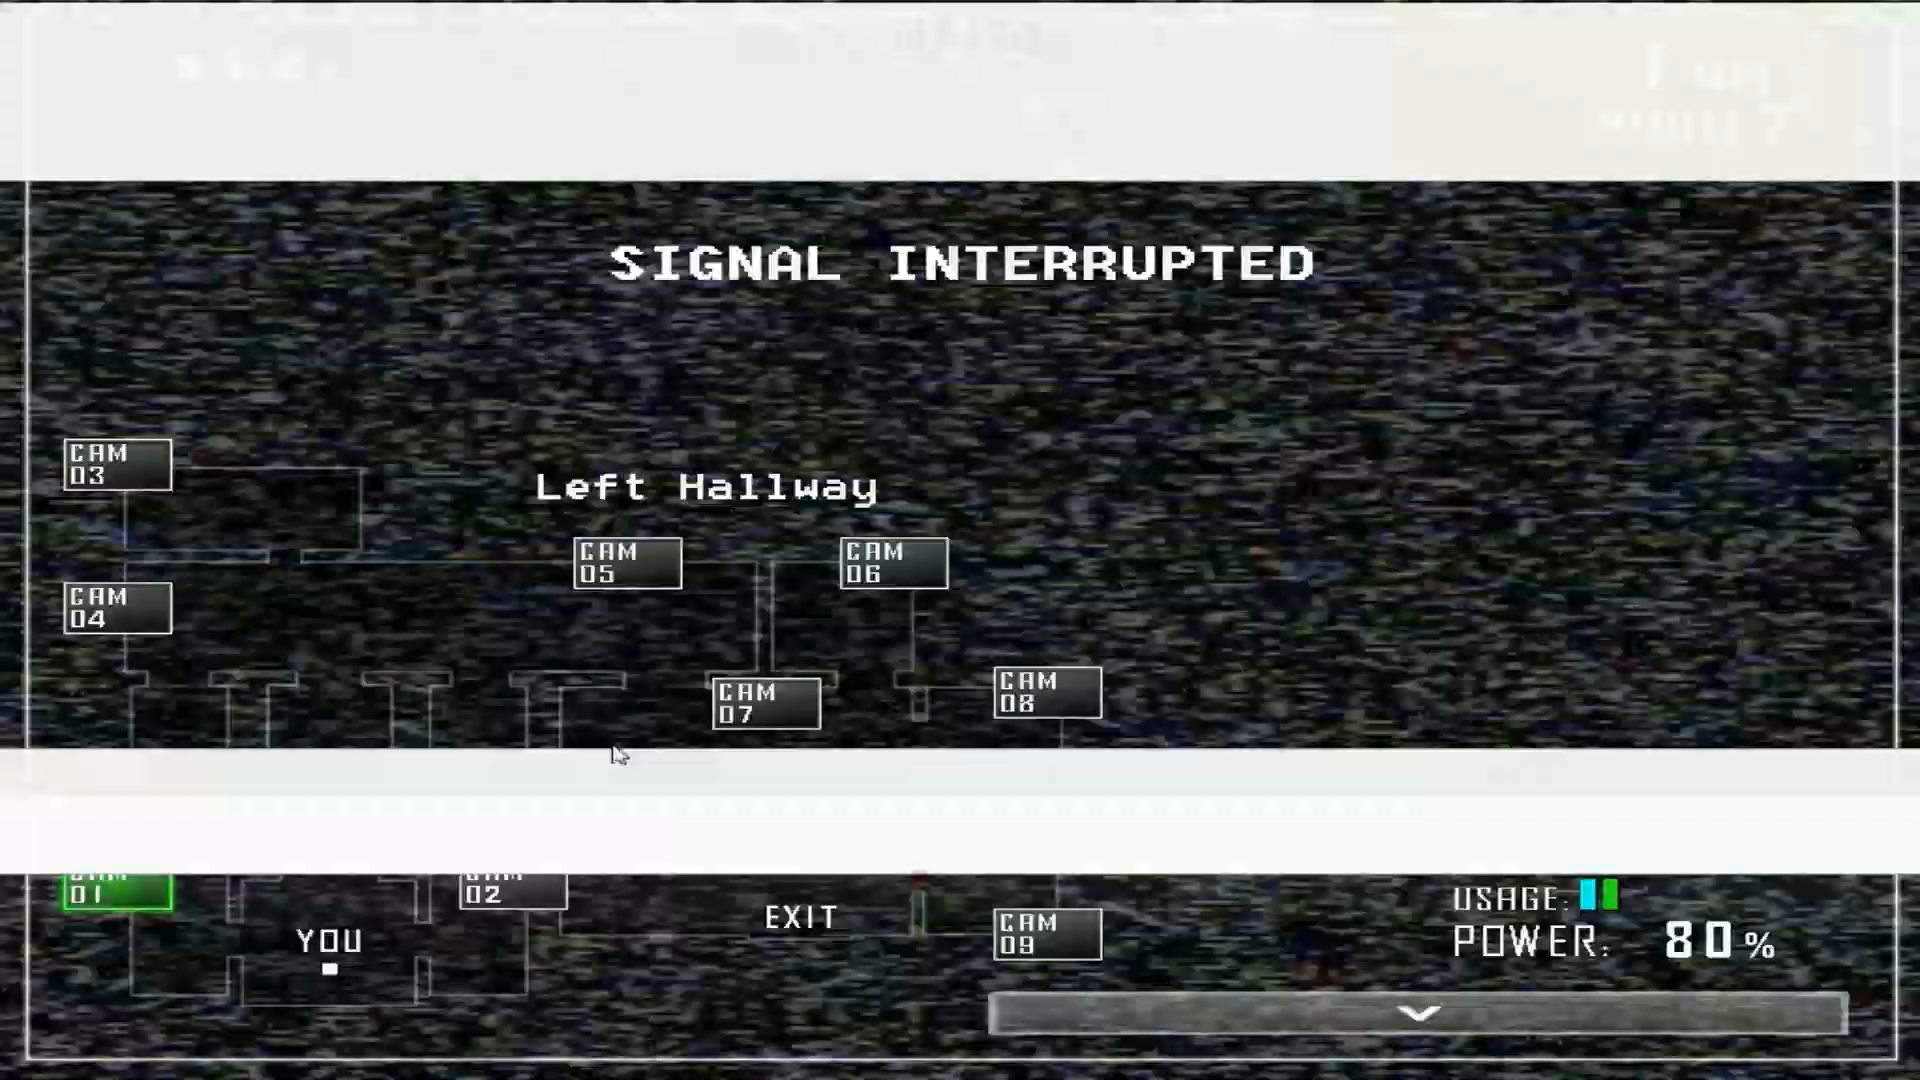 SIGNAL INTERRUPTED
CAM
03
Left Hallway
CAM
05
CAM
06
CAM
04
CAM
07
CAM
08
01
02
YOU
EXIT
CAM
09
USAGE:
POWER: 80%